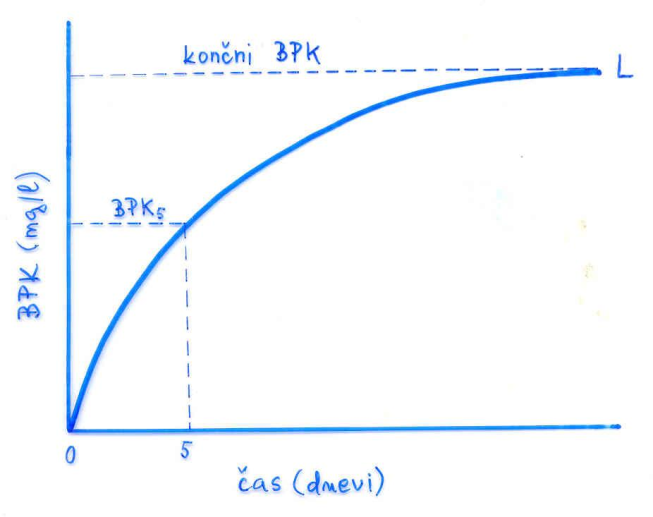 končni BPK
L
BPK5
BPK (mg/l)
0
5
čas (dnevi)